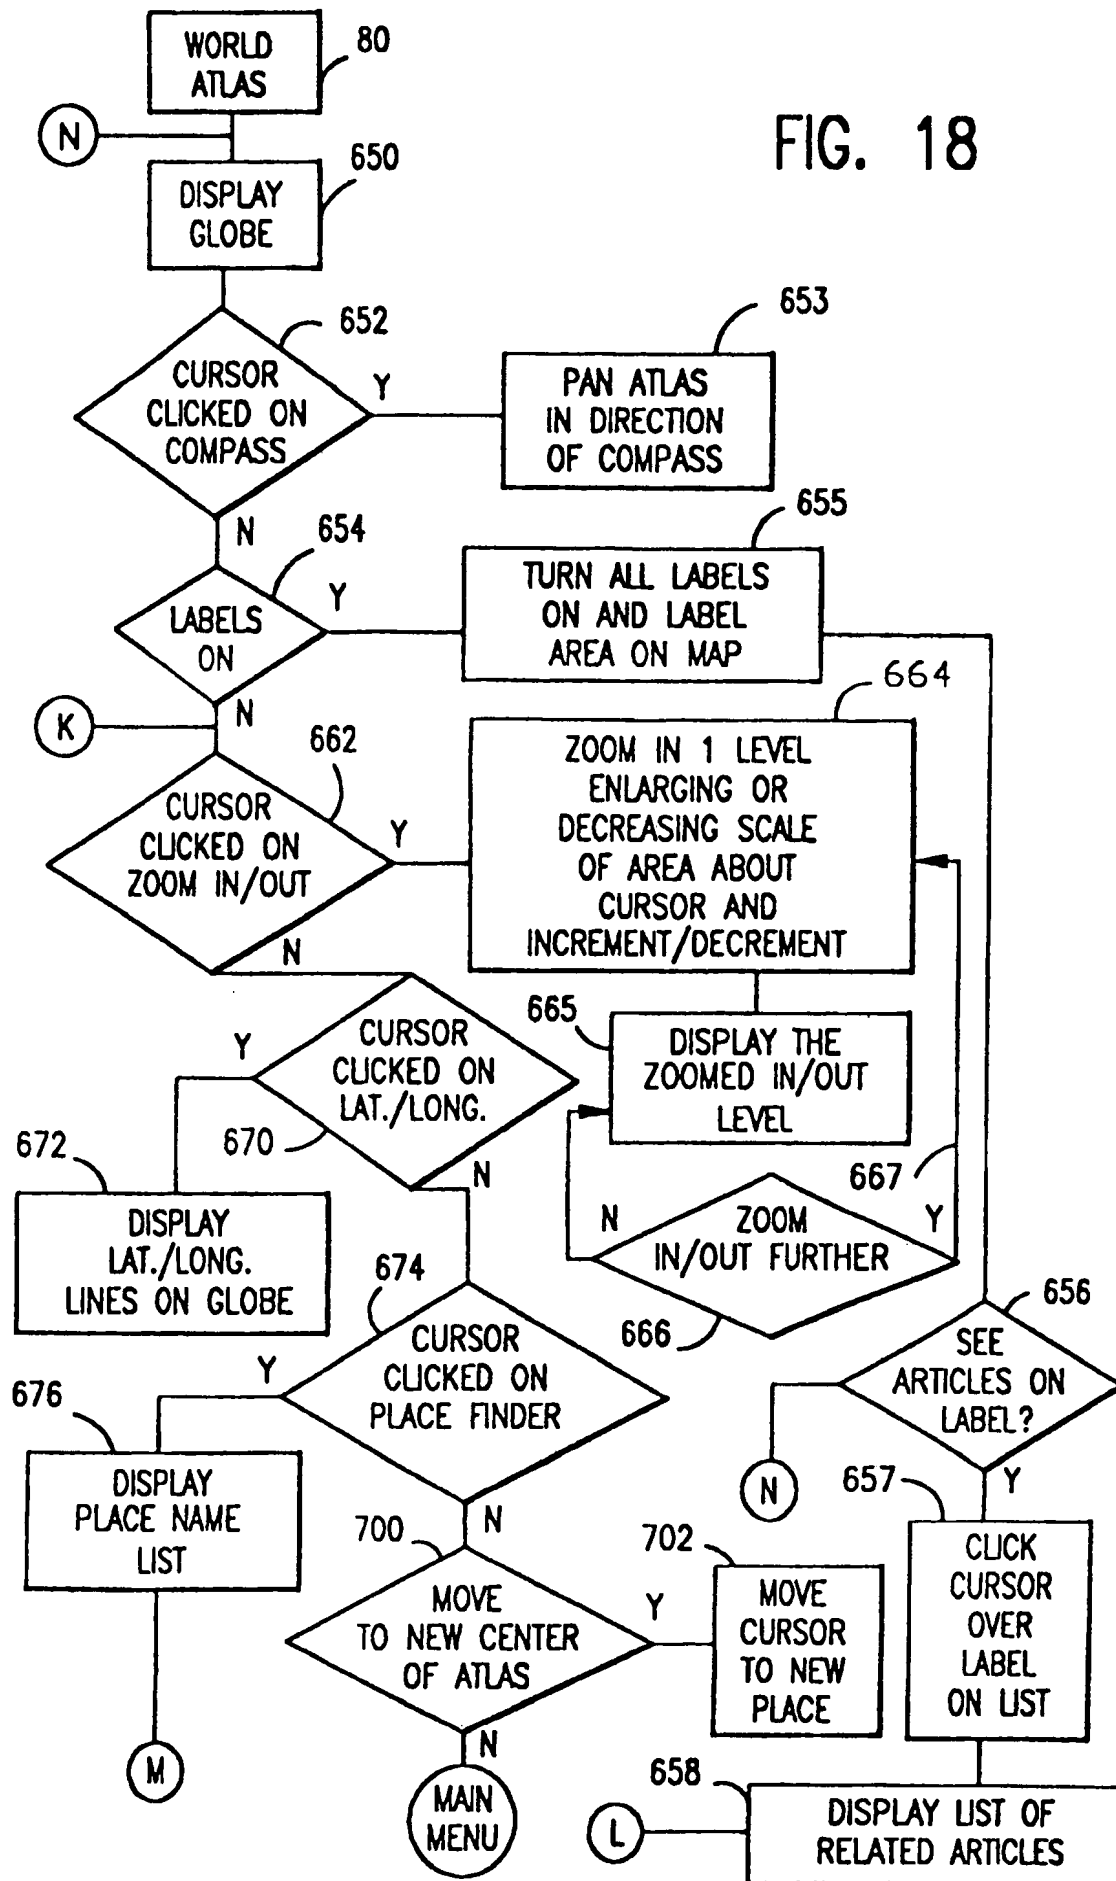 WORLD
ATLAS
80
N
FIG. 18
650
DISPLAY
GLOBE
652
CURSOR
CLICKED ON
COMPASS
Y
653
PAN ATLAS
IN DIRECTION
OF COMPASS
N
654
LABELS
ON
Y
655
TURN ALL LABELS
ON AND LABEL
AREA ON MAP
N
K
662
CURSOR
CLICKED ON
ZOOM IN/OUT
Y
664
ZOOM IN 1 LEVEL
ENLARGING OR
DECREASING SCALE
OF AREA ABOUT
CURSOR AND
INCREMENT/DECREMENT
N
665
DISPLAY THE
ZOOMED IN/OUT
LEVEL
Y
CURSOR
CLICKED ON
LAT./LONG.
670
672
DISPLAY
LAT./LONG.
LINES ON GLOBE
N
667
N
ZOOM
IN/OUT FURTHER
Y
666
674
CURSOR
CLICKED ON
PLACE FINDER
Y
656
SEE
ARTICLES ON
LABEL?
676
DISPLAY
PLACE NAME
LIST
N
Y
657
CLICK
CURSOR
OVER
LABEL
ON LIST
N
700
MOVE
TO NEW CENTER
OF ATLAS
Y
702
MOVE
CURSOR
TO NEW
PLACE
M
N
MAIN
MENU
658
L
DISPLAY LIST OF
RELATED ARTICLES